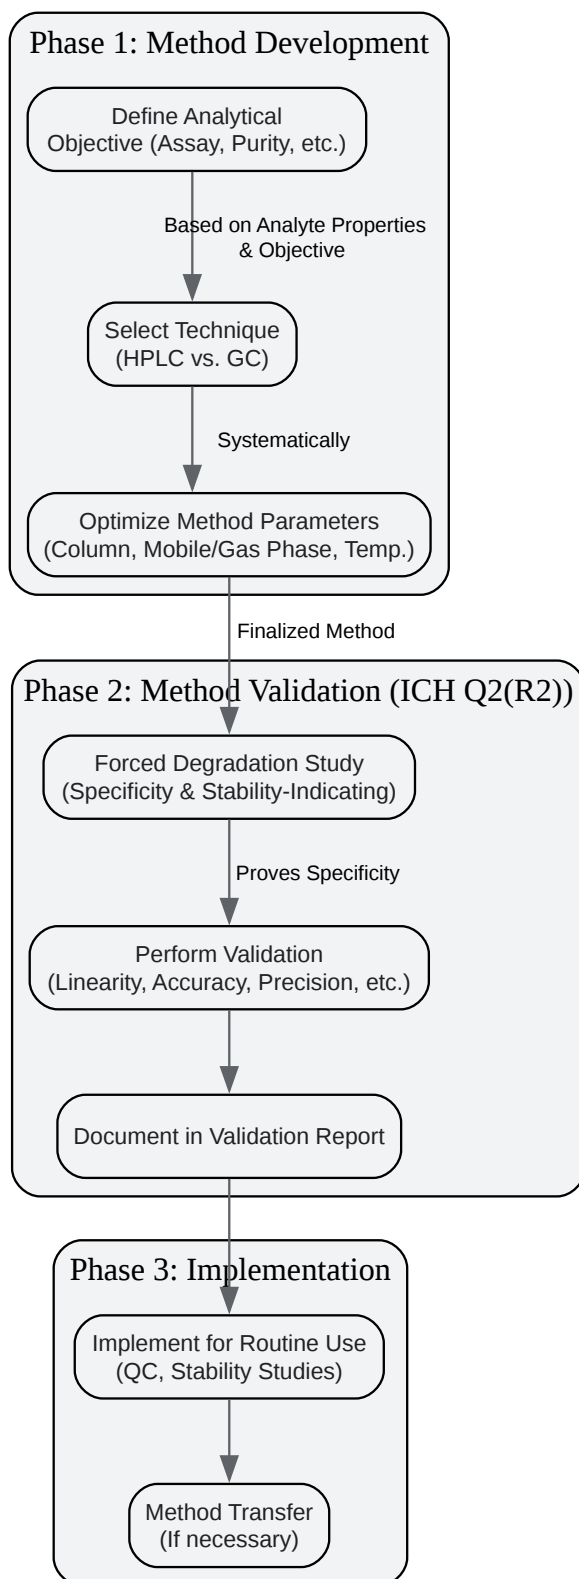 Phase 1: Method Development
Define Analytical
Objective (Assay, Purity, etc.)
Based on Analyte Properties
& Objective
Select Technique
(HPLC vs. GC)
Systematically
Optimize Method Parameters
(Column, Mobile/Gas Phase, Temp.)
Finalized Method
Phase 2: Method Validation (ICH Q2(R2))
Forced Degradation Study
(Specificity & Stability-Indicating)
Proves Specificity
Perform Validation
(Linearity, Accuracy, Precision, etc.)
Document in Validation Report
Phase 3: Implementation
Implement for Routine Use
(QC, Stability Studies)
Method Transfer
(If necessary)